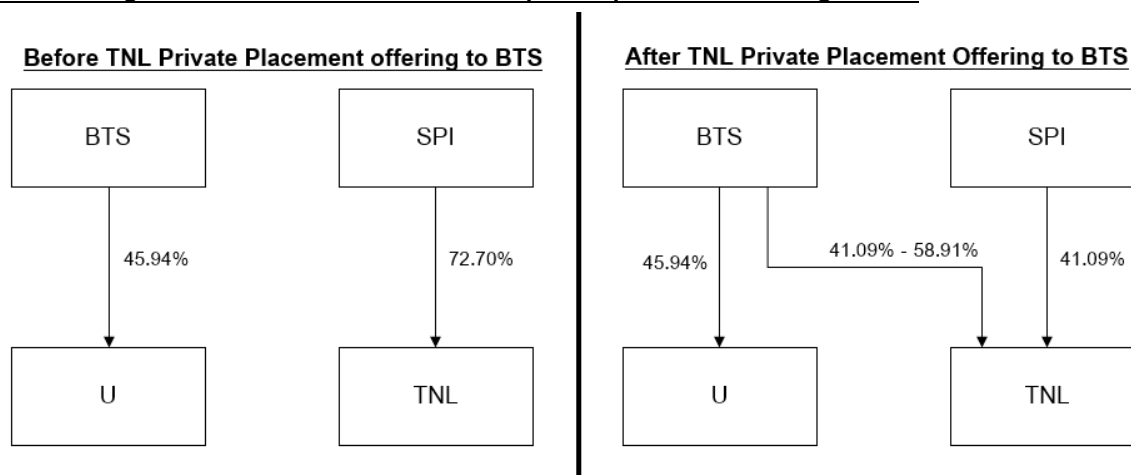 Before TNL Private Placement offering to BTS
BTS
SPI
45.94%
72.70%
U
TNL
After TNL Private Placement Offering to BTS
BTS
SPI
45.94%
41.09% - 58.91%
41.09%
U
TNL